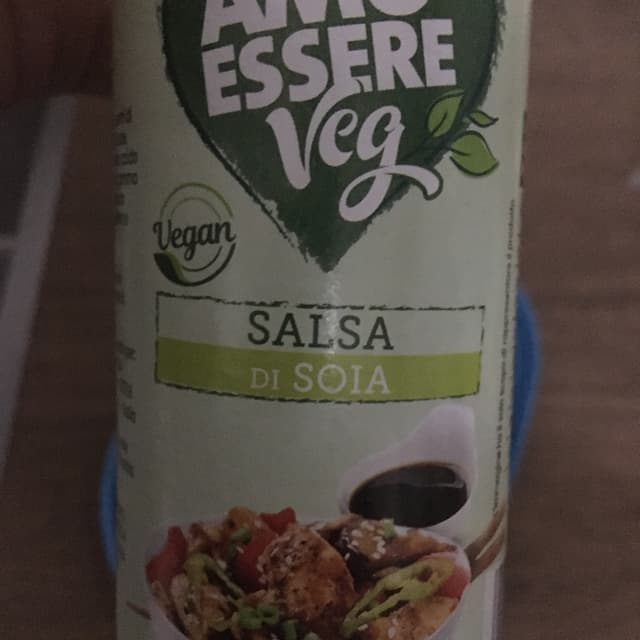 AMO
ESSERE
Veg
Vegan
SALSA
DI SOIA